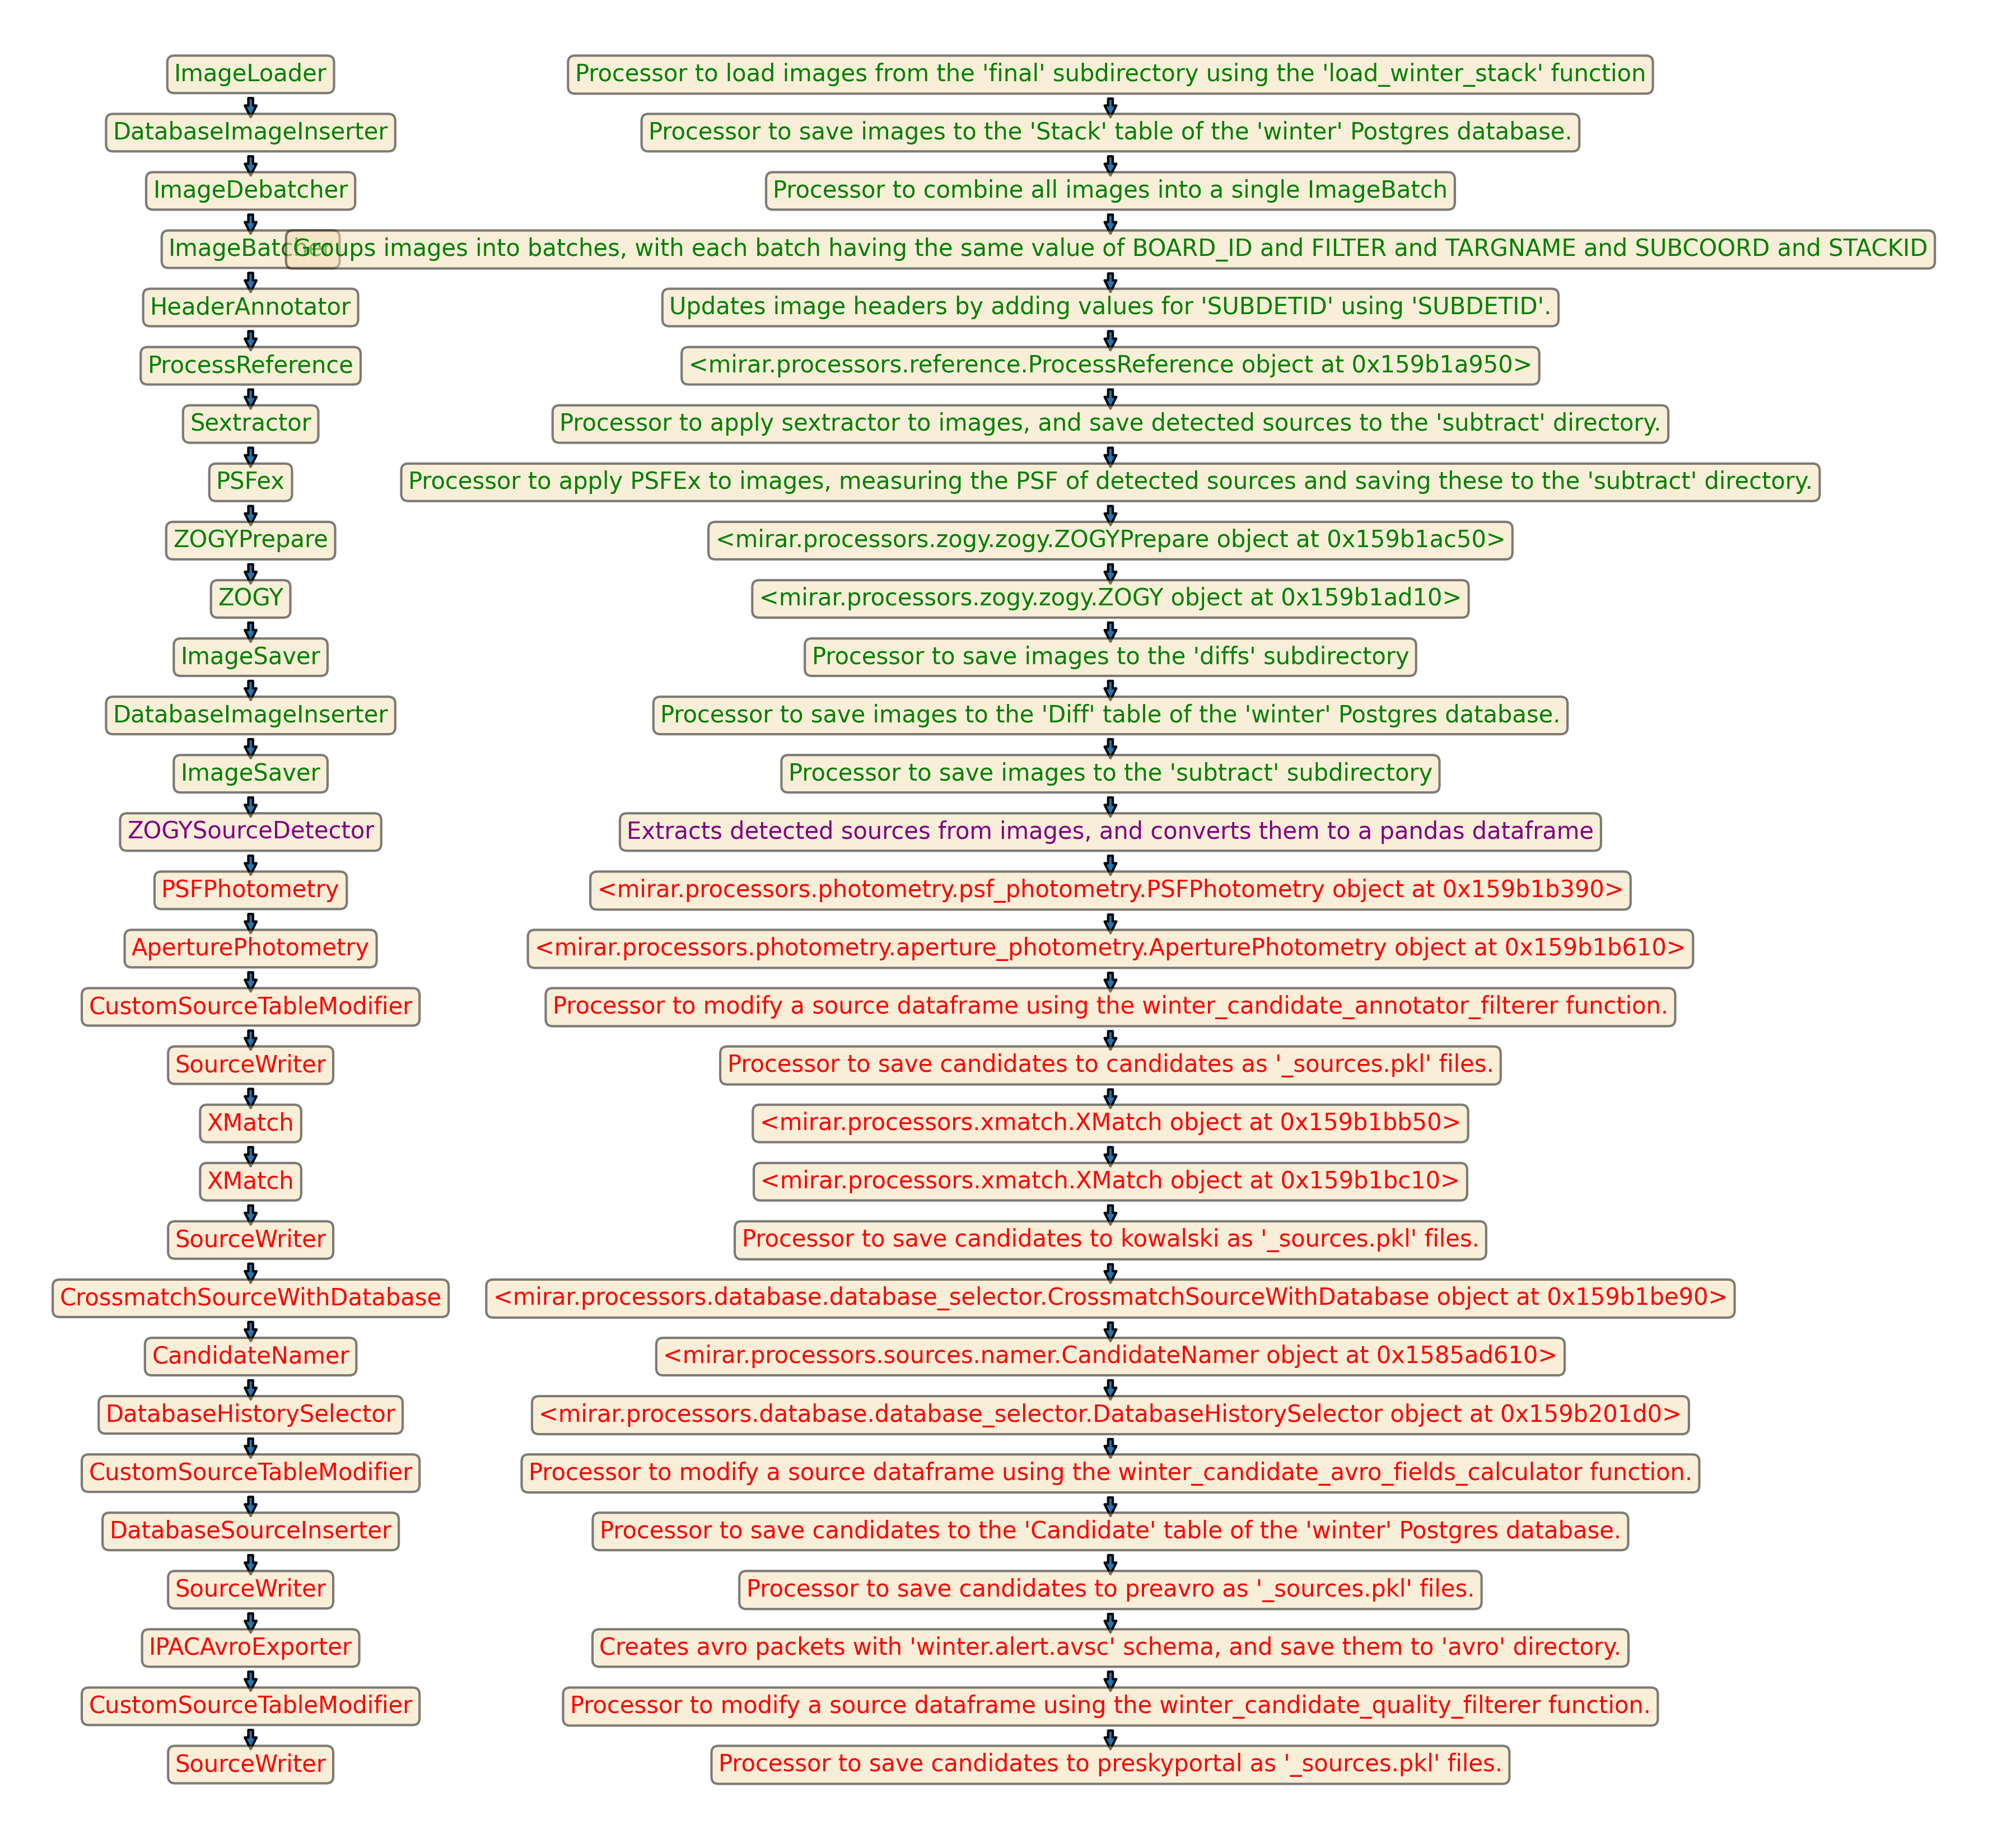 ImageLoader
Processor to load images from the 'final' subdirectory using the 'load_winter_stack' function
DatabaseImageInserter
Processor to save images to the 'Stack' table of the 'winter' Postgres database.
ImageDebatcher
Processor to combine all images into a single ImageBatch
ImageBatcher
Groups images into batches, with each batch having the same value of BOARD_ID and FILTER and TARGNAME and SUBCOORD and STACKID
HeaderAnnotator
Updates image headers by adding values for 'SUBDETID' using 'SUBDETID'.
ProcessReference
<mirar.processors.reference.ProcessReference object at 0x159b1a950>
Sextractor
Processor to apply sextractor to images, and save detected sources to the 'subtract' directory.
PSFex
Processor to apply PSFEx to images, measuring the PSF of detected sources and saving these to the 'subtract' directory.
ZOGYPrepare
<mirar.processors.zogy.zogy.ZOGYPrepare object at 0x159b1ac50>
ZOGY
<mirar.processors.zogy.zogy.ZOGY object at 0x159b1ad10>
ImageSaver
Processor to save images to the 'diffs' subdirectory
DatabaseImageInserter
Processor to save images to the 'Diff' table of the 'winter' Postgres database.
ImageSaver
Processor to save images to the 'subtract' subdirectory
ZOGYSourceDetector
Extracts detected sources from images, and converts them to a pandas dataframe
PSFPhotometry
<mirar.processors.photometry.psf_photometry.PSFPhotometry object at 0x159b1b390>
AperturePhotometry
<mirar.processors.photometry.aperture_photometry.AperturePhotometry object at 0x159b1b610>
CustomSourceTableModifier
Processor to modify a source dataframe using the winter_candidate_annotator_filterer function.
SourceWriter
Processor to save candidates to candidates as '_sources.pkl' files.
XMatch
<mirar.processors.xmatch.XMatch object at 0x159b1bb50>
XMatch
<mirar.processors.xmatch.XMatch object at 0x159b1bc10>
SourceWriter
Processor to save candidates to kowalski as '_sources.pkl' files.
CrossmatchSourceWithDatabase
<mirar.processors.database.database_selector.CrossmatchSourceWithDatabase object at 0x159b1be90>
CandidateNamer
<mirar.processors.sources.namer.CandidateNamer object at 0x1585ad610>
DatabaseHistorySelector
<mirar.processors.database.database_selector.DatabaseHistorySelector object at 0x159b201d0>
CustomSourceTableModifier
Processor to modify a source dataframe using the winter_candidate_avro_fields_calculator function.
DatabaseSourceInserter
Processor to save candidates to the 'Candidate' table of the 'winter' Postgres database.
SourceWriter
Processor to save candidates to preavro as '_sources.pkl' files.
IPACAvroExporter
Creates avro packets with 'winter.alert.avsc' schema, and save them to 'avro' directory.
CustomSourceTableModifier
Processor to modify a source dataframe using the winter_candidate_quality_filterer function.
SourceWriter
Processor to save candidates to preskyportal as '_sources.pkl' files.